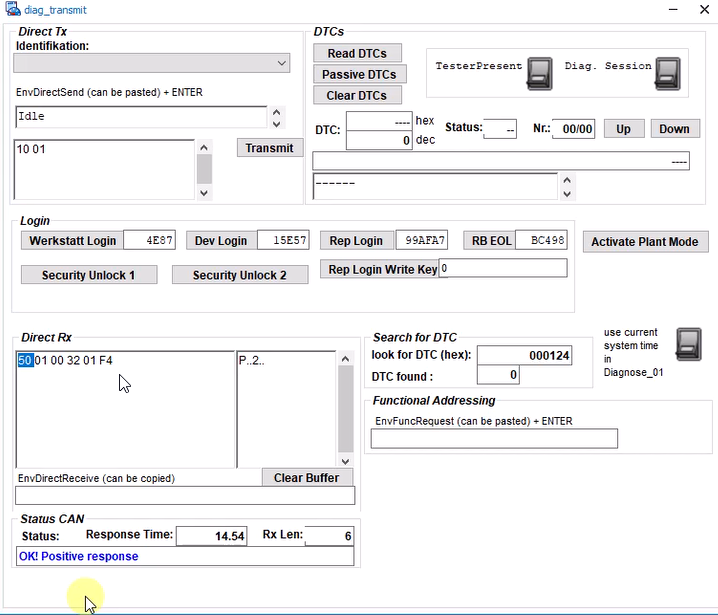 diag_transmit
Direct Tx
Identifikation:
EnvDirectSend (can be pasted) + ENTER
Idle
10 01
Transmit
DTCs
Read DTCs
Passive DTCs
Clear DTCs
TesterPresent
Diag. Session
DTC:
----
hex
0
dec
Status:
--
Nr.:
00/00
Up
Down
----
------
Login
Werkstatt Login
4E87
Dev Login
15E57
Rep Login
99AFA7
RB EOL
BC498
Activate Plant Mode
Security Unlock 1
Security Unlock 2
Rep Login Write Key
0
Direct Rx
50 01 00 32 01 F4
P..2..
EnvDirectReceive (can be copied)
Clear Buffer
Search for DTC
look for DTC (hex):
000124
DTC found :
0
use current
system time
in
Diagnose_01
Functional Addressing
EnvFuncRequest (can be pasted) + ENTER
Status CAN
Status:
Response Time:
14.54
Rx Len:
6
OK! Positive response